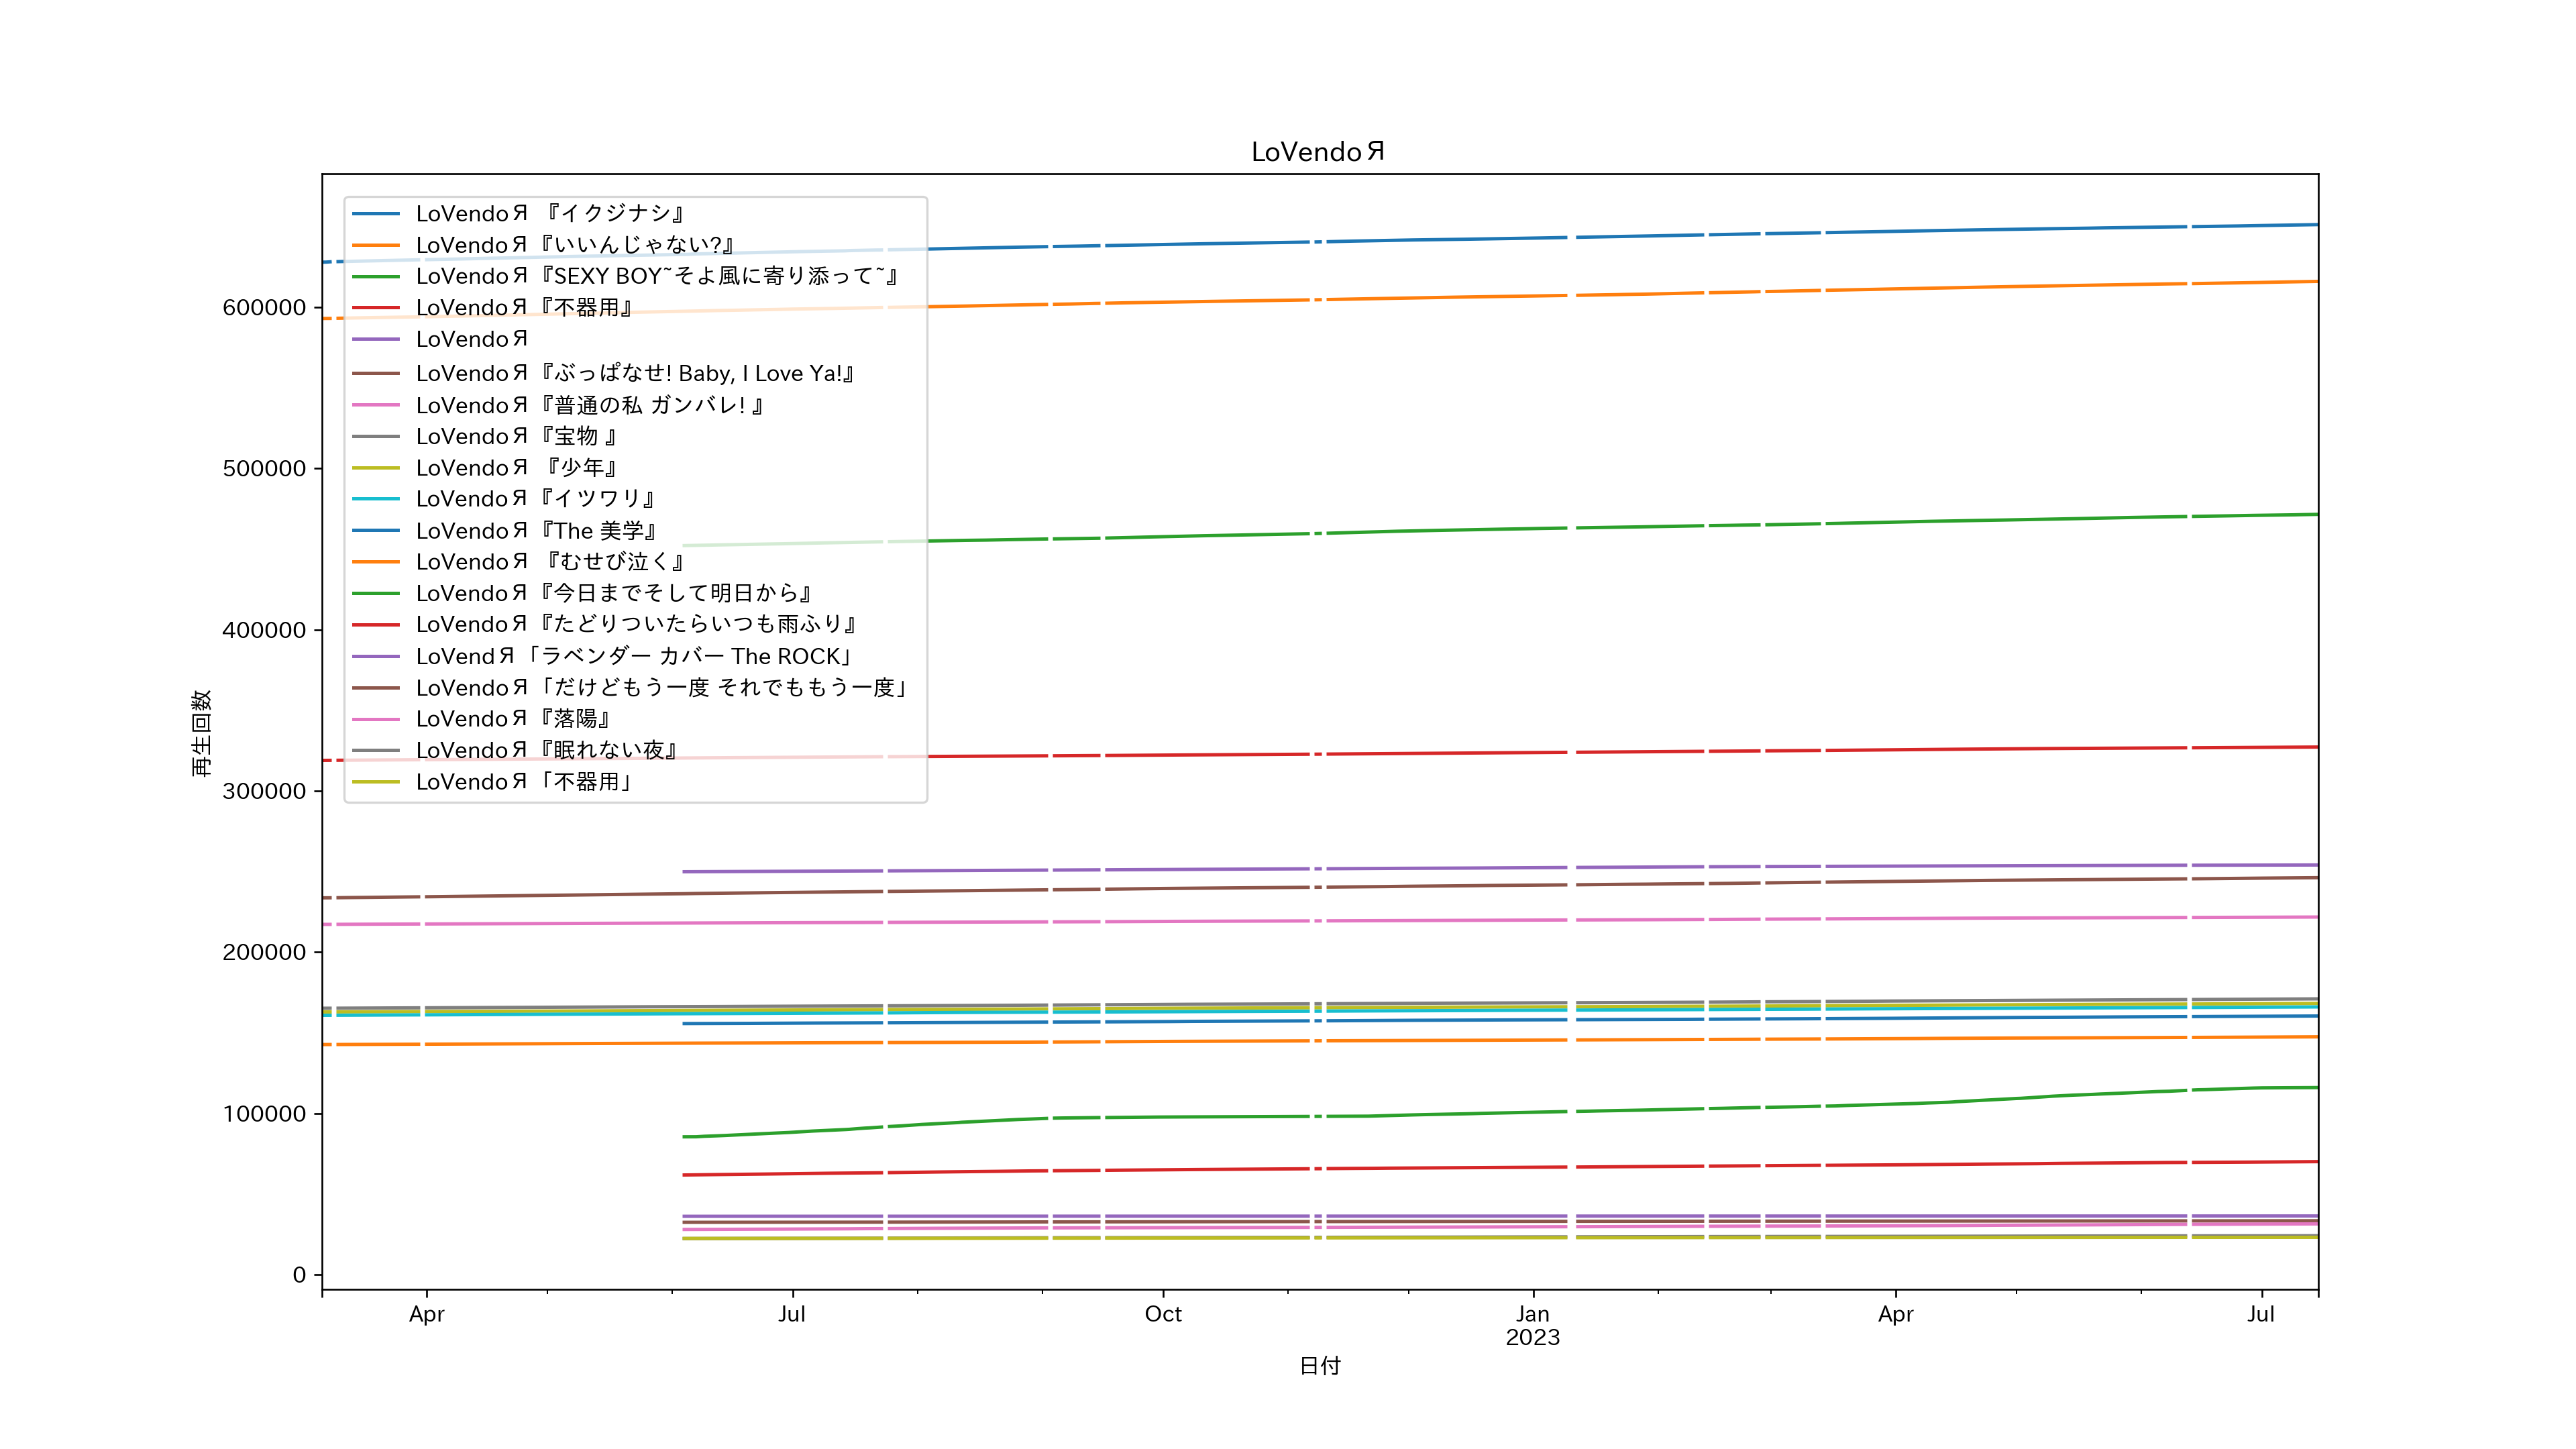 LoVendoЯ
LoVendoЯ 『イクジナシ』
LoVendoЯ『いいんじゃない?』
LoVendoЯ『SEXY BOY~そよ風に寄り添って~』
LoVendoЯ『不器用』
LoVendoЯ
LoVendoЯ『ぶっぱなせ! Baby, I Love Ya!』
LoVendoЯ『普通の私 ガンバレ! 』
LoVendoЯ『宝物 』
LoVendoЯ 『少年』
LoVendoЯ『イツワリ』
LoVendoЯ『The 美学』
LoVendoЯ 『むせび泣く』
LoVendoЯ『今日までそして明日から』
LoVendoЯ『たどりついたらいつも雨ふり』
LoVendЯ「ラベンダー カバー The ROCK」
LoVendoЯ「だけどもう一度 それでももう一度」
LoVendoЯ『落陽』
LoVendoЯ『眠れない夜』
LoVendoЯ「不器用」
600000
500000
400000
300000
200000
100000
0
再生回数
Apr Jul Oct Jan Apr Jul
2023
日付